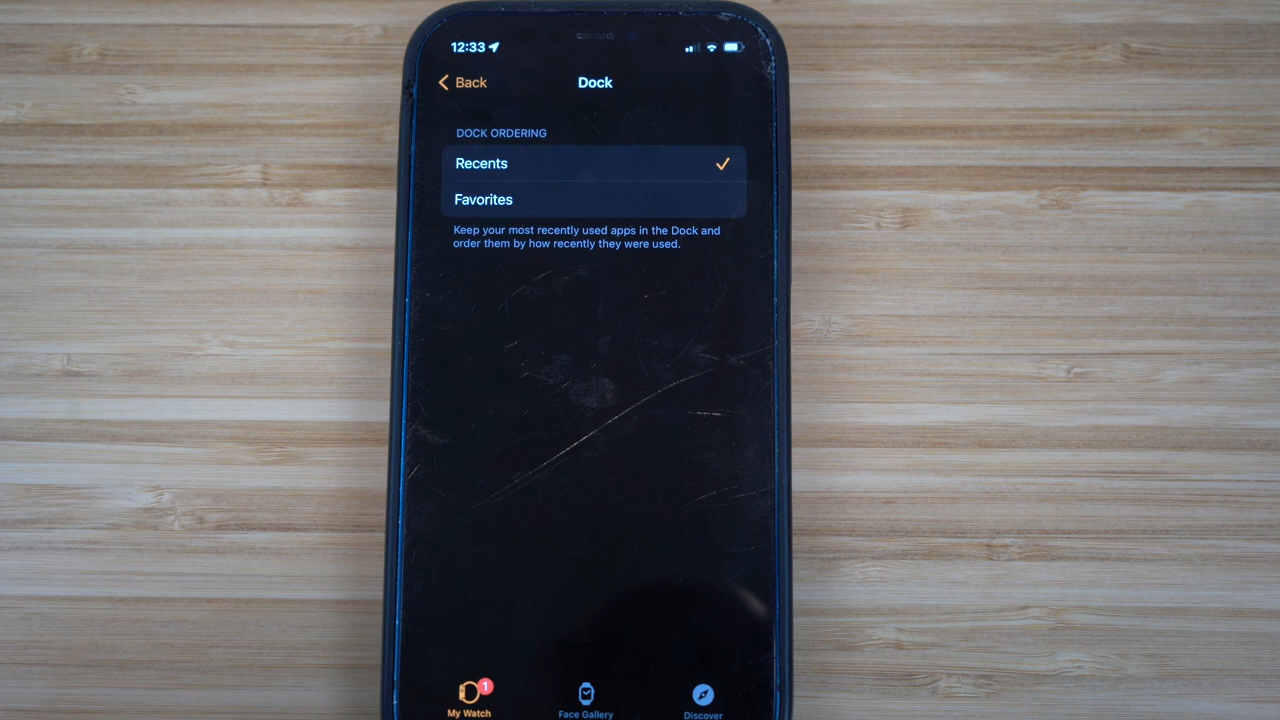 12:33
Back
Dock
DOCK ORDERING
Recents
Favorites
Keep your most recently used apps in the Dock and
order them by how recently they were used.
1
My Watch
Face Gallery
Discover